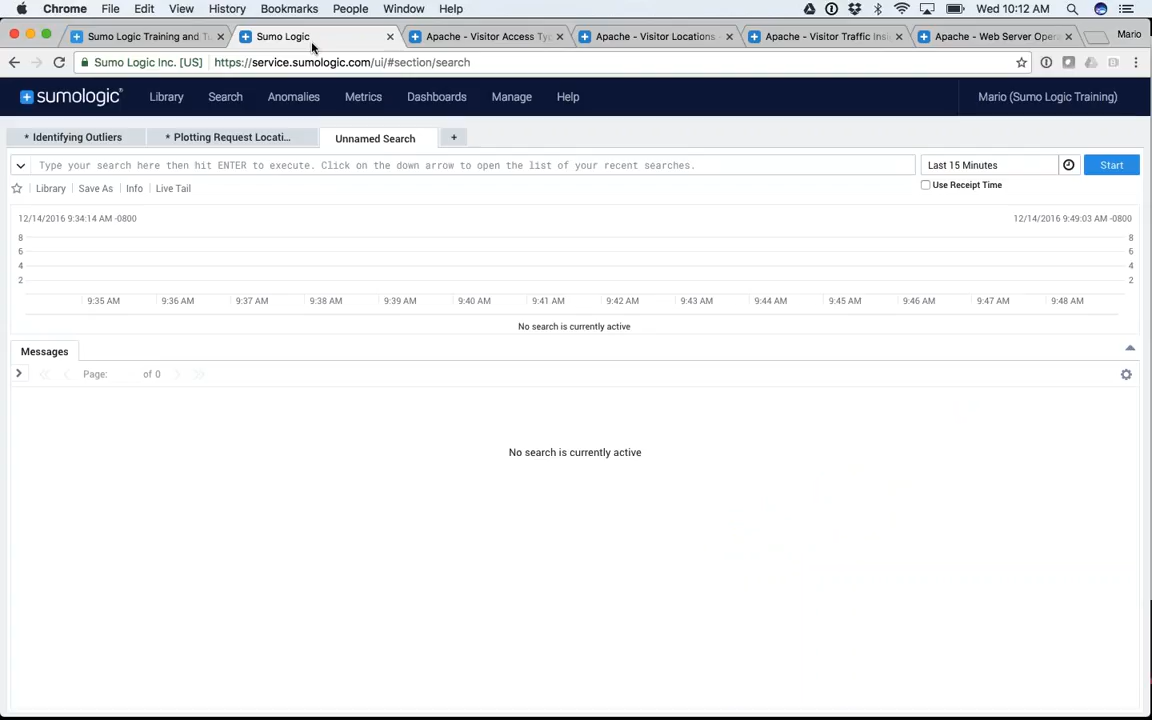 Chrome File Edit View History Bookmarks People Window Help Wed 10:12 AM
Sumo Logic Training and Tu Sumo Logic Apache - Visitor Access Typ Apache - Visitor Locations Apache - Visitor Traffic Insi Apache - Web Server Opera Mario
Sumo Logic Inc. [US] https://service.sumologic.com/ui/#section/search
sumologic Library Search Anomalies Metrics Dashboards Manage Help Mario (Sumo Logic Training)
* Identifying Outliers * Plotting Request Locati... Unnamed Search +
Type your search here then hit ENTER to execute. Click on the down arrow to open the list of your recent searches. Last 15 Minutes Start
Library Save As Info Live Tail Use Receipt Time
12/14/2016 9:34:14 AM -0800 12/14/2016 9:49:03 AM -0800
8 8
6 6
4 4
2 2
9:35 AM 9:36 AM 9:37 AM 9:38 AM 9:39 AM 9:40 AM 9:41 AM 9:42 AM 9:43 AM 9:44 AM 9:45 AM 9:46 AM 9:47 AM 9:48 AM
No search is currently active
Messages
Page: of 0
No search is currently active